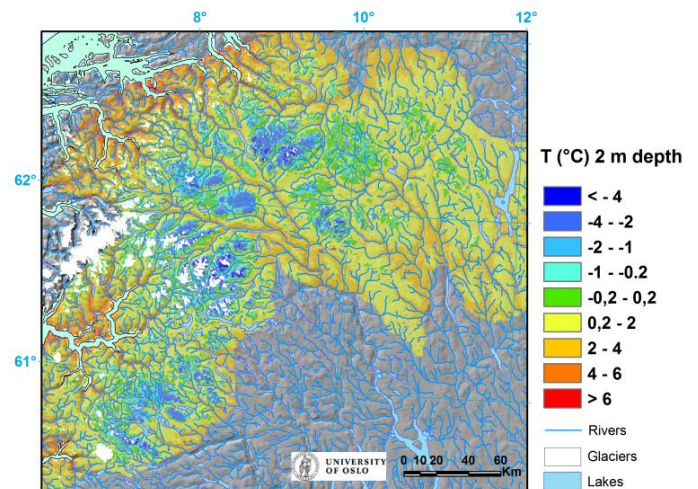 8° 10° 12°
62°
61°
T (°C) 2 m depth
< - 4
-4 - -2
-2 - -1
-1 - -0.2
-0,2 - 0,2
0,2 - 2
2 - 4
4 - 6
> 6
Rivers
Glaciers
Lakes
UNIVERSITY
OF OSLO
0 10 20 40 60
Km